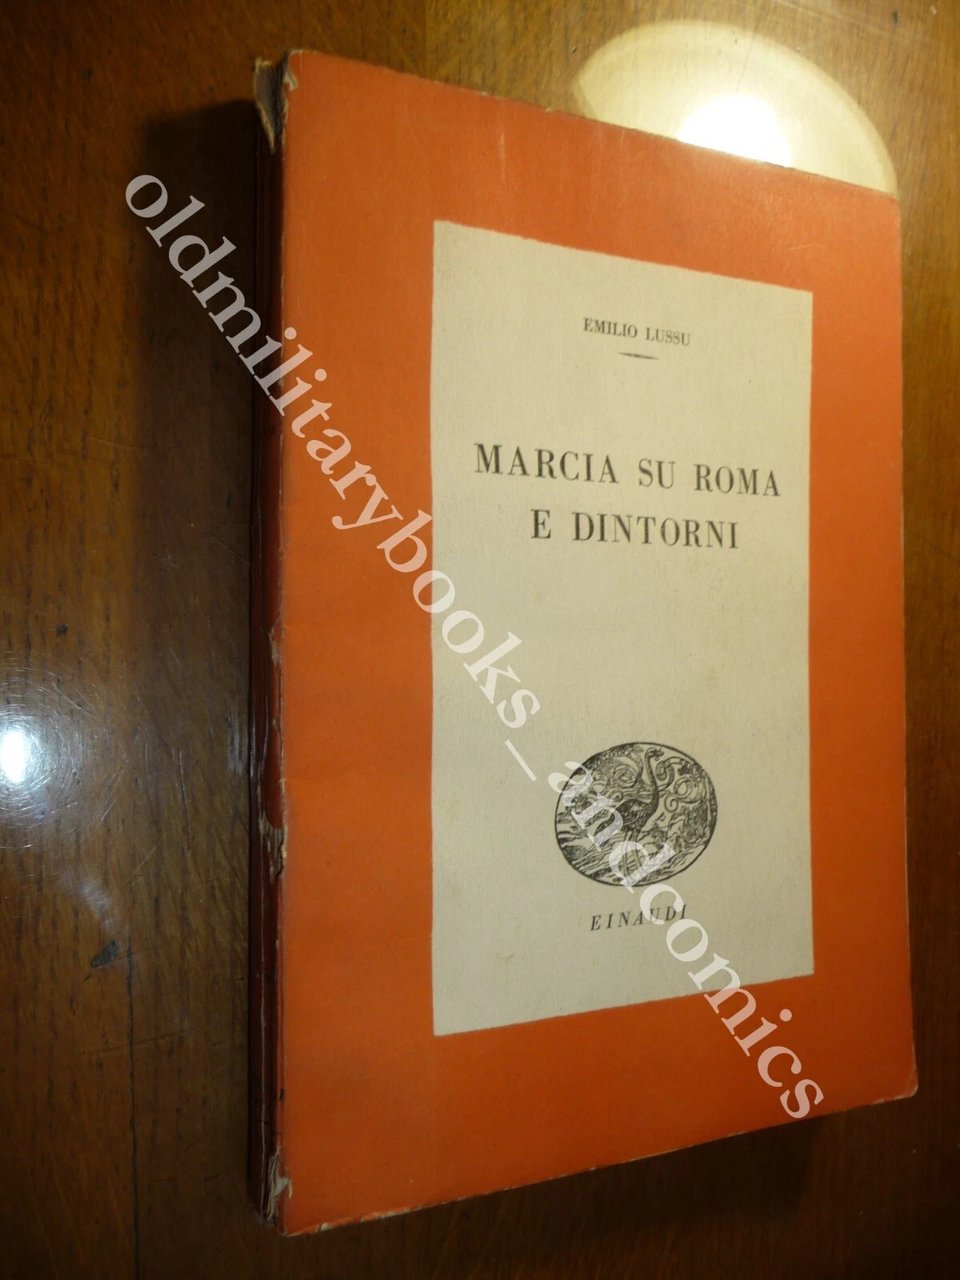 EMILIO LUSSU
MARCIA SU ROMA
E DINTORNI
EINAUDI
oldmilitarybooks_andcomics